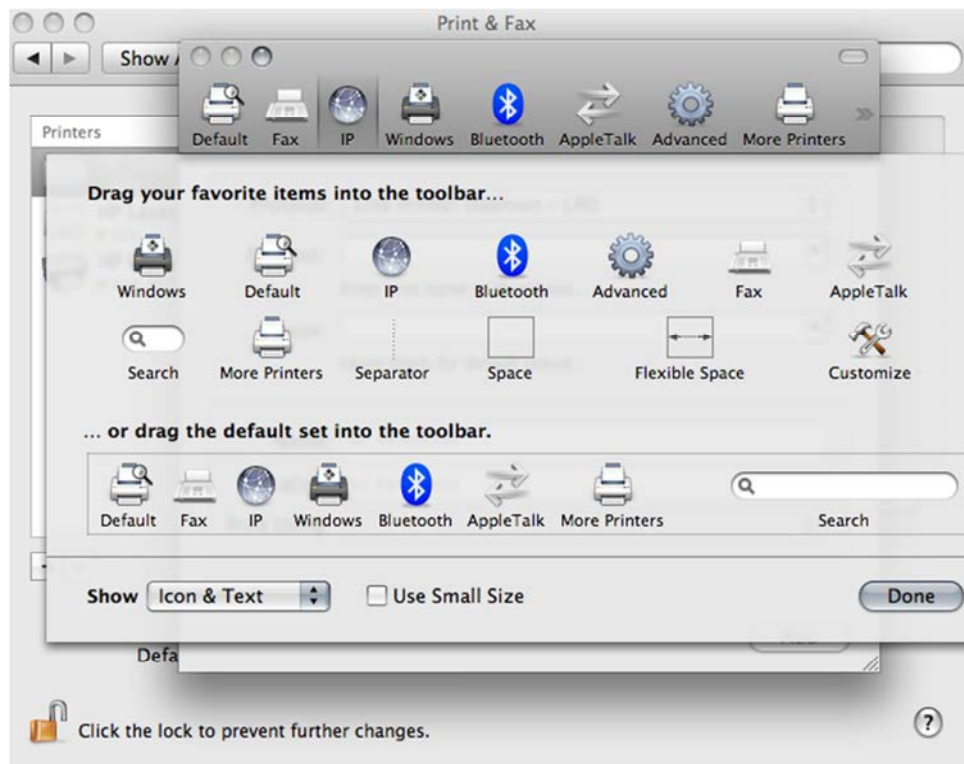 Print & Fax
Show A
Default Fax IP Windows Bluetooth AppleTalk Advanced More Printers
Printers
Drag your favorite items into the toolbar...
Windows Default IP Bluetooth Advanced Fax AppleTalk
Search More Printers Separator Space Flexible Space Customize
... or drag the default set into the toolbar.
Default Fax IP Windows Bluetooth AppleTalk More Printers Search
Show Icon & Text Use Small Size Done
Defa
Click the lock to prevent further changes. ?